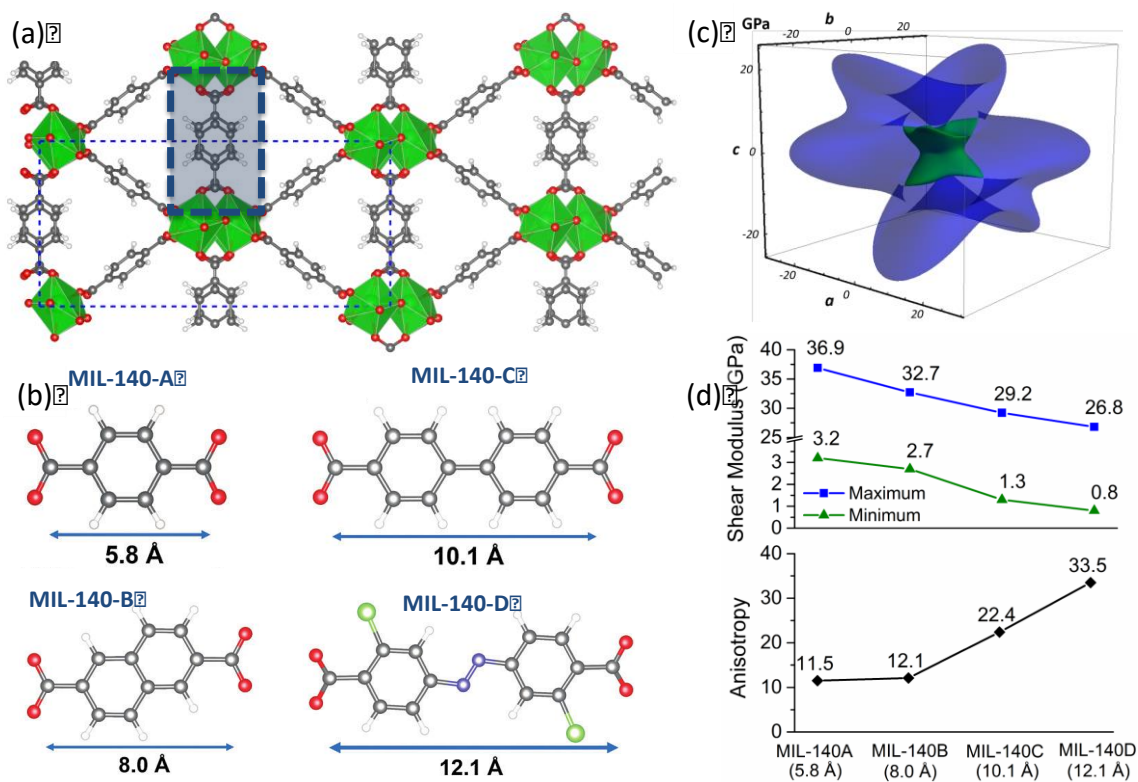 (a)
MIL-140-A
MIL-140-C
(b)
5.8 Å
10.1 Å
MIL-140-B
MIL-140-D
8.0 Å
12.1 Å
(c)
GPa
b
-20
0
20
20
c
0
-20
-20
0
20
a
(d)
Shear Modulus (GPa)
40
35
30
25
3
2
1
0
36.9
32.7
29.2
26.8
3.2
2.7
1.3
0.8
Maximum
Minimum
Anisotropy
40
30
20
10
0
11.5
12.1
22.4
33.5
MIL-140A
(5.8 Å)
MIL-140B
(8.0 Å)
MIL-140C
(10.1 Å)
MIL-140D
(12.1 Å)